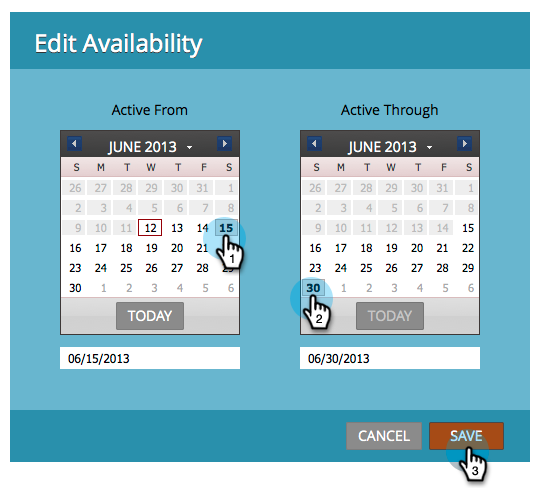 Edit Availability
Active From
JUNE 2013
S M T W T F S
26 27 28 29 30 31 1
2 3 4 5 6 7 8
9 10 11 12 13 14 15
16 17 18 19 20 21
23 24 25 26 27 28 29
30 1 2 3 4 5 6
1
TODAY
06/15/2013
Active Through
JUNE 2013
S M T W T F S
26 27 28 29 30 31 1
2 3 4 5 6 7 8
9 10 11 12 13 14 15
16 17 18 19 20 21 22
23 24 25 26 27 28 29
30 1 2 3 4 5 6
2
TODAY
06/30/2013
CANCEL
SAVE
3